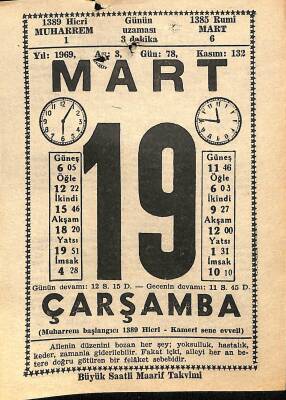 1389 Hicri
MUHARREM
1
Günün
uzaması
3 dakika
1385 Rumi
MART
6
Yıl: 1969, Ay: 3, Gün: 78, Kasım: 132
MART
19
Güneş
6 05
Öğle
12 22
İkindi
15 46
Akşam
18 20
Yatsı
19 51
İmsak
4 28
Güneş
11 46
Öğle
6 03
İkindi
9 27
Akşam
12 00
Yatsı
1 31
İmsak
10 10
Günün devamı: 12 S. 15 D. — Gecenin devamı: 11 S. 45 D.
ÇARŞAMBA
(Muharrem başlangıcı 1389 Hicri - Kameri sene evveli)
Ailenin düzenini bozan her şey; yoksulluk, hastalık,
keder, zamanla giderilebilir. Fakat içki, aileyi her an be-
tere doğru götüren bir felâket sebebidir.
Büyük Saatli Maarif Takvimi